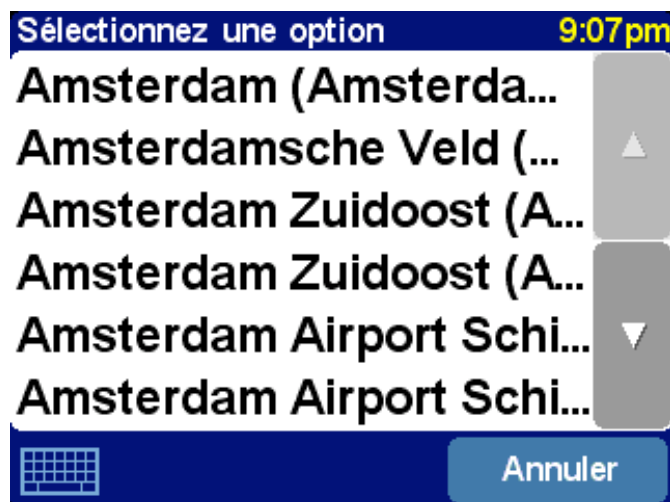 Sélectionnez une option 9:07pm
Amsterdam (Amsterda...
Amsterdamsche Veld (...
Amsterdam Zuidoost (A...
Amsterdam Zuidoost (A...
Amsterdam Airport Schi...
Amsterdam Airport Schi...
Annuler